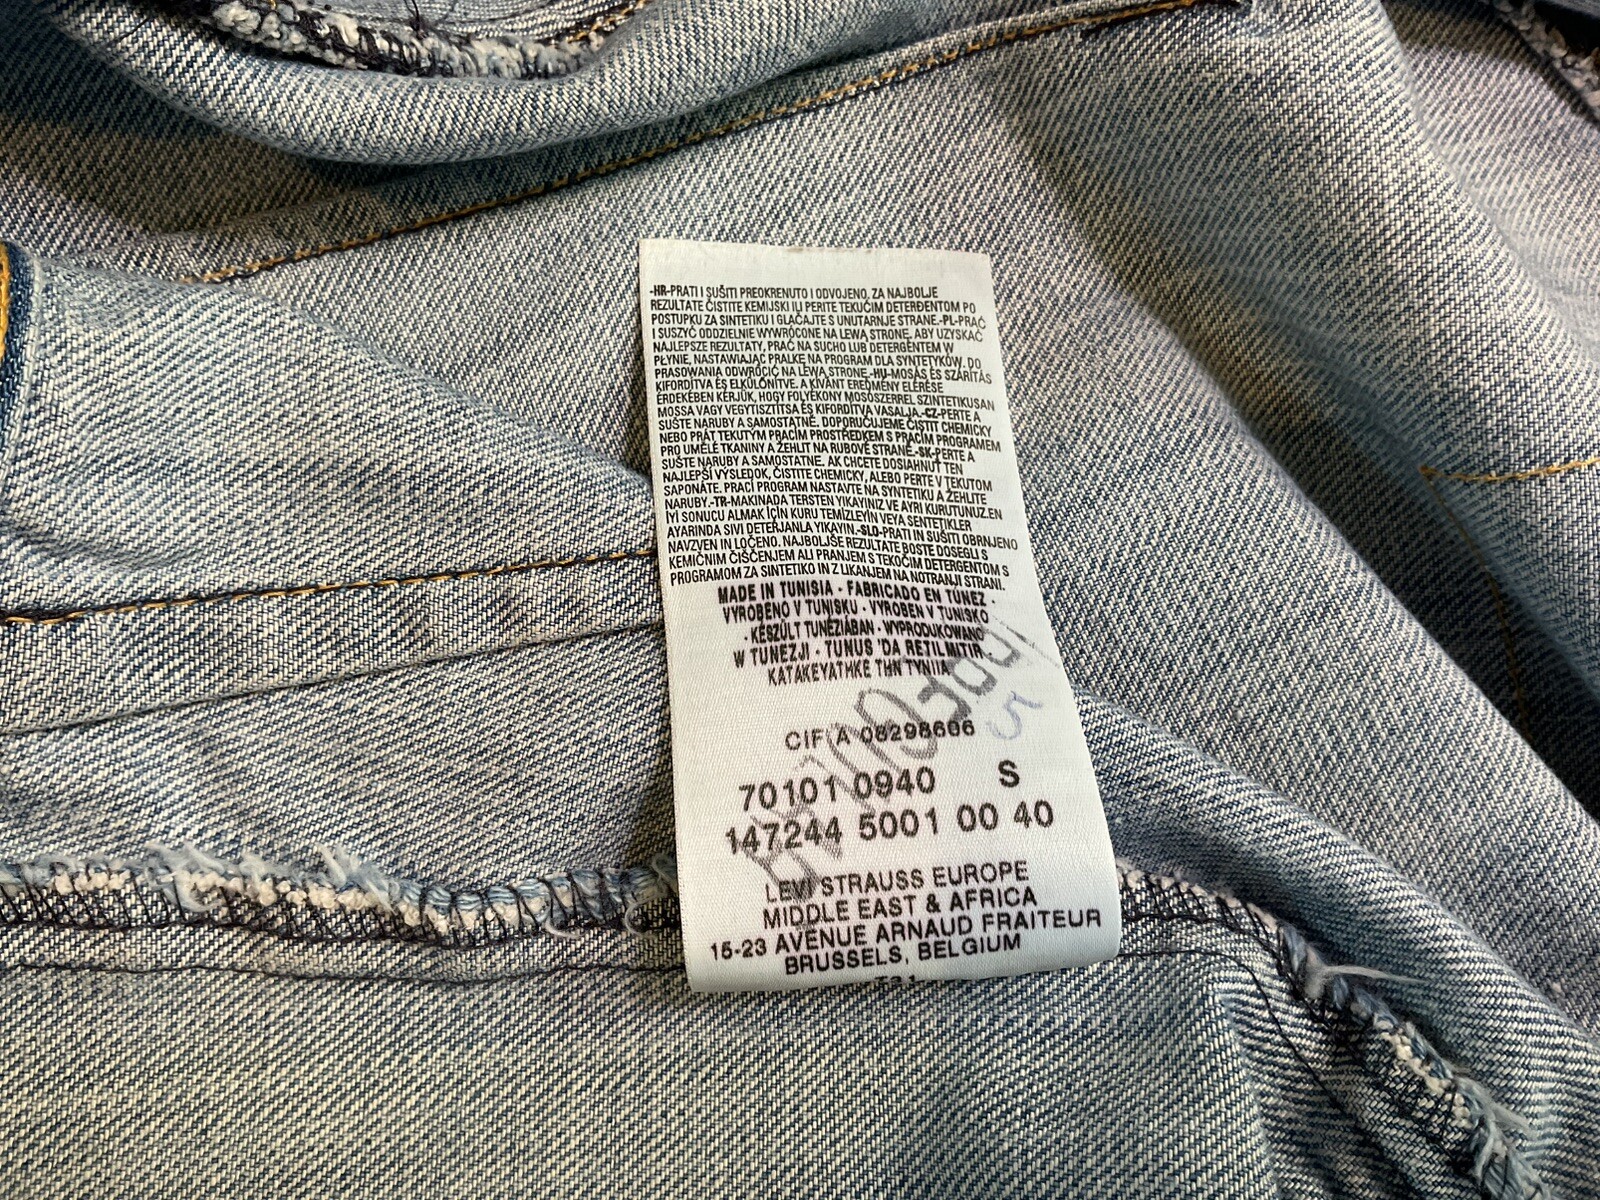 -HR-PRATI I SUŠITI PREOKRENUTO I ODVOJENO. ZA NAJBOLJE
REZULTATE ČISTITE KEMIJSKI ILI PERITE TEKUĆIM DETERĐENTOM PO
POSTUPKU ZA SINTETIKU I GLAČAJTE S UNUTARNJE STRANE.-PL-PRAĆ
I SUSZYĆ ODDZIELNIE WYWRÓCONE NA LEWĄ STRONĘ. ABY UZYSKAĆ
NAJLEPSZE REZULTATY, PRAĆ NA SUCHO LUB DETERGENTEM W
PŁYNIE, NASTAWIAJĄC PRALKĘ NA PROGRAM DLA SYNTETYKÓW. DO
PRASOWANIA ODWRÓCIĆ NA LEWĄ STRONĘ.-HU-MOSÁS ÉS SZÁRÍTÁS
KIFORDÍTVA ÉS ELKÜLÖNÍTVE. A KÍVÁNT EREDMÉNY ELÉRÉSE
ÉRDEKÉBEN KÉRJÜK, HOGY FOLYÉKONY MOSÓSZERREL SZINTETIKUSAN
MOSSA VAGY VEGYTISZTÍTSA ÉS KIFORDÍTVA VASALJA.-CZ-PERTE A
SUŠTE NARUBY A SAMOSTATNĚ. DOPORUČUJEME ČISTIT CHEMICKY
NEBO PRÁT TEKUTÝM PRACÍM PROSTŘEDKEM S PRACÍM PROGRAMEM
PRO UMĚLÉ TKANINY A ŽEHLIT NA RUBOVÉ STRANĚ.-SK-PERTE A
SUŠTE NARUBY A SAMOSTATNE. AK CHCETE DOSIAHNUŤ TEN
NAJLEPŠÍ VÝSLEDOK, ČISTITE CHEMICKY, ALEBO PERTE V TEKUTOM
SAPONÁTE. PRACÍ PROGRAM NASTAVTE NA SYNTETIKU A ŽEHLITE
NARUBY.-TR-MAKINADA TERSTEN YIKAYINIZ VE AYRI KURUTUNUZ.EN
İYİ SONUCU ALMAK İÇİN KURU TEMİZLEYİN VEYA SENTETİKLER
AYARINDA SIVI DETERJANLA YIKAYIN.-SLO-PRATI IN SUŠITI OBRNJENO
NAVZVEN IN LOČENO. NAJBOLJŠE REZULTATE BOSTE DOSEGLI S
KEMIČNIM ČIŠČENJEM ALI PRANJEM S TEKOČIM DETERGENTOM S
PROGRAMOM ZA SINTETIKO IN Z LIKANJEM NA NOTRANJI STRANI.
MADE IN TUNISIA - FABRICADO EN TÚNEZ -
VYROBENO V TUNISKU - VYROBEN V TUNISKO
- KÉSZÜLT TUNÉZIÁBAN - WYPRODUKOWANO
W TUNEZJI - TUNUS 'DA RETILMITIR
ΚΑΤΑΚΕΥΑΤΗΚΕ ΤΗΝ ΤΥΝΙΙΑ
CIF A 08298606
70101 0940 S
147244 5001 00 40
LEVI STRAUSS EUROPE
MIDDLE EAST & AFRICA
15-23 AVENUE ARNAUD FRAITEUR
BRUSSELS, BELGIUM